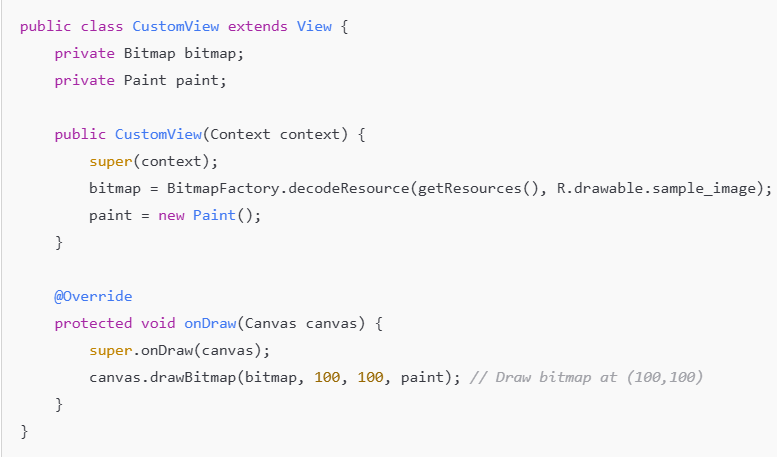 public class CustomView extends View {
    private Bitmap bitmap;
    private Paint paint;

    public CustomView(Context context) {
        super(context);
        bitmap = BitmapFactory.decodeResource(getResources(), R.drawable.sample_image);
        paint = new Paint();
    }

    @Override
    protected void onDraw(Canvas canvas) {
        super.onDraw(canvas);
        canvas.drawBitmap(bitmap, 100, 100, paint); // Draw bitmap at (100,100)
    }
}